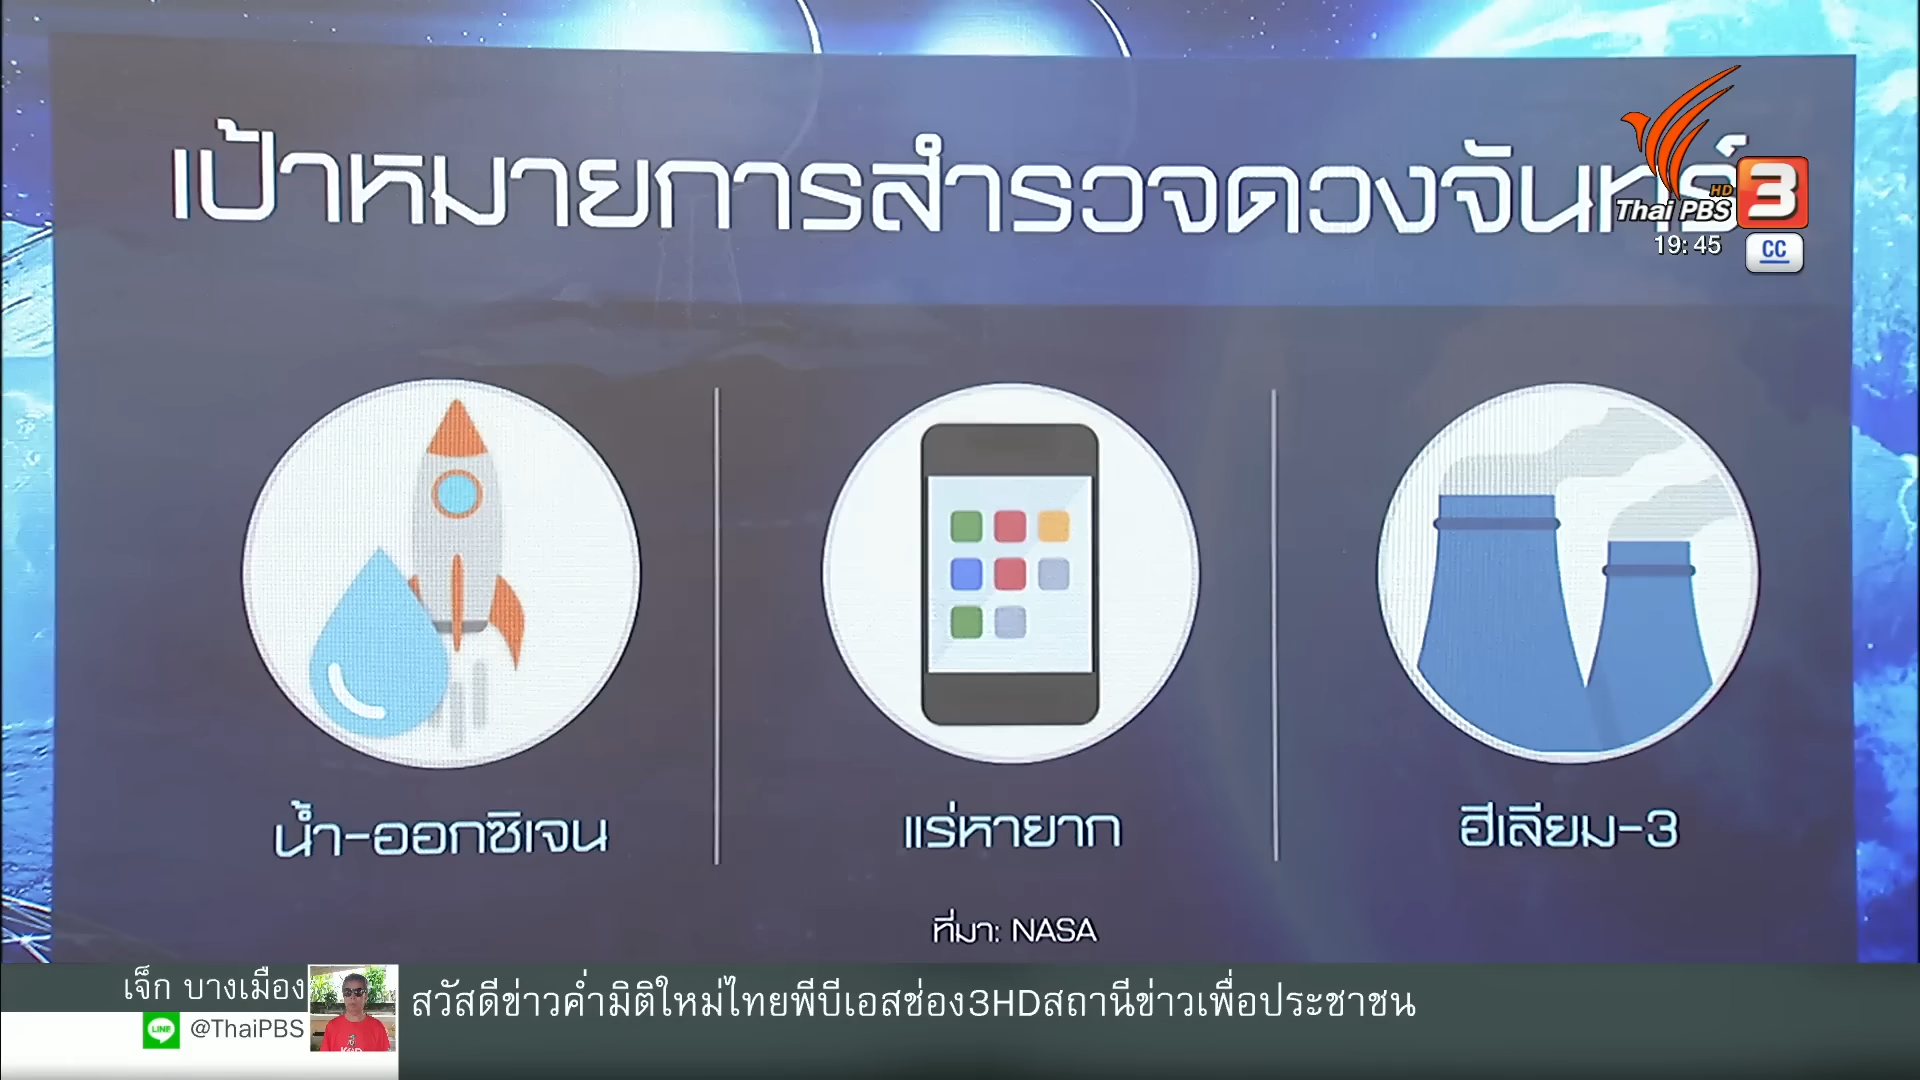 เป้าหมายการสำรวจดวงจันทร์
HD
Thai PBS 3
19:45
CC
น้ำ-ออกซิเจน
แร่หายาก
ฮีเลียม-3
ที่มา: NASA
เจ็ก บางเมือง
LINE @ThaiPBS
สวัสดีข่าวค่ำมิติใหม่ไทยพีบีเอสช่อง3HDสถานีข่าวเพื่อประชาชน